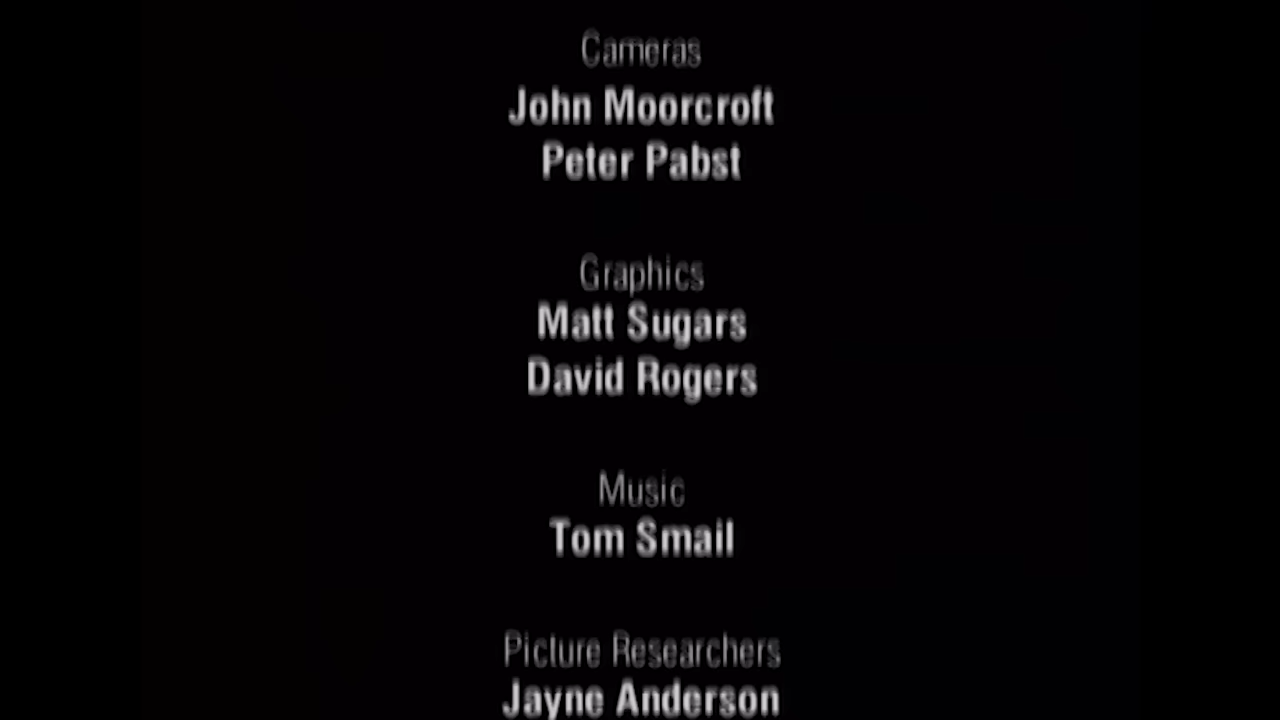 Cameras
John Moorcroft
Peter Pabst
Graphics
Matt Sugars
David Rogers
Music
Tom Smail
Picture Researchers
Jayne Anderson